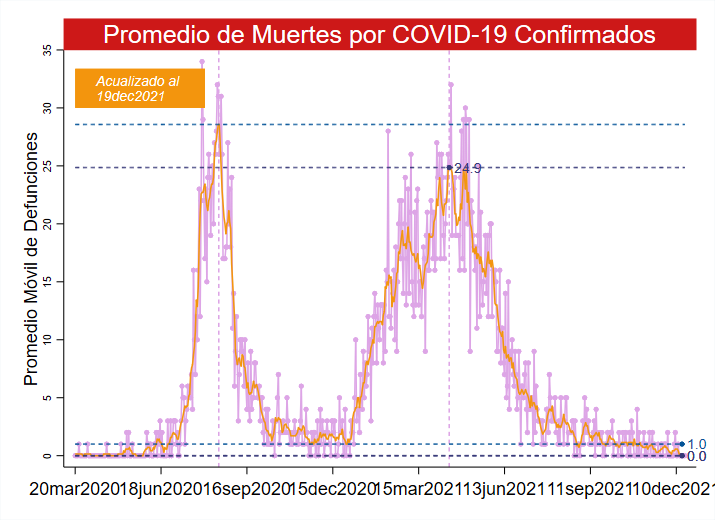 Promedio de Muertes por COVID-19 Confirmados
Acualizado al
19dec2021
Promedio Móvil de Defunciones
35
30
25
20
15
10
5
0
24.9
1.0
0.0
20mar2020
18jun2020
16sep2020
15dec2020
15mar2021
13jun2021
11sep2021
10dec2021